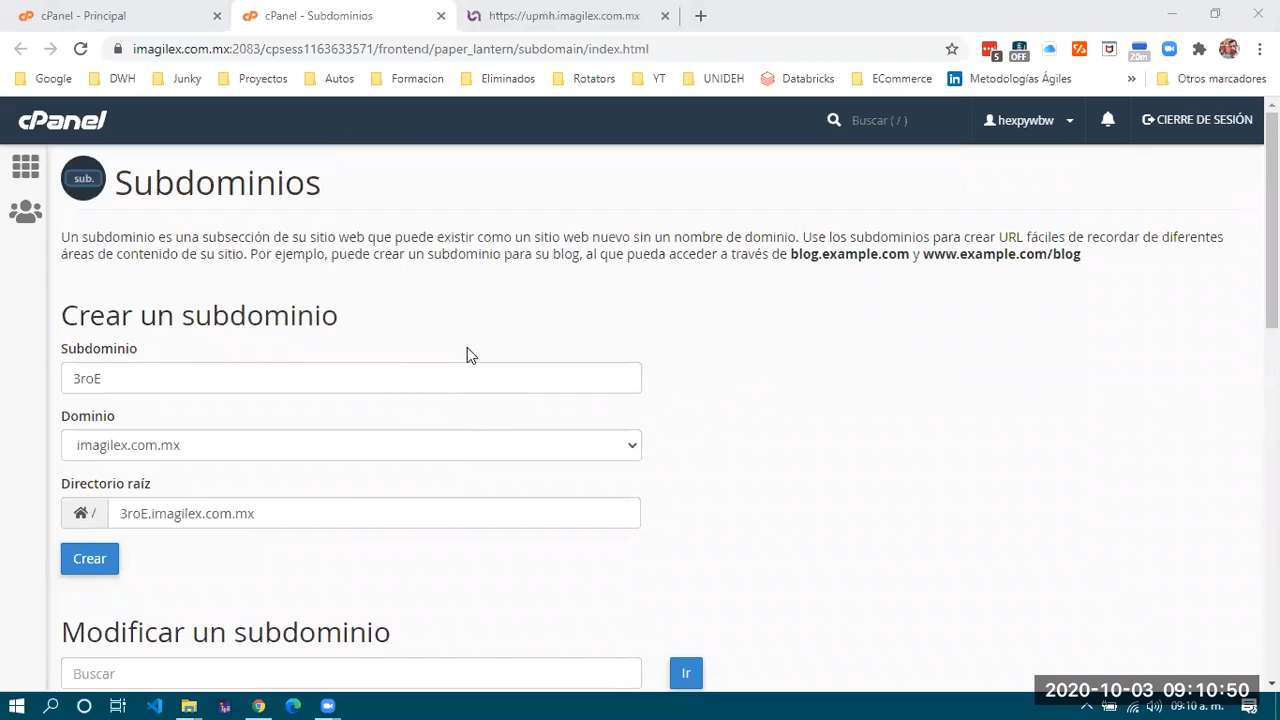 cPanel - Principal
cPanel - Subdominios
https://upmh.imagilex.com.mx
imagilex.com.mx:2083/cpsess1163633571/frontend/paper_lantern/subdomain/index.html
5
OFF
20m
Google
DWH
Junky
Proyectos
Autos
Formacion
Eliminados
Rotators
YT
UNIDEH
Databricks
ECommerce
Metodologías Ágiles
»
Otros marcadores
cPanel
Buscar ( / )
hexpywbw
CIERRE DE SESIÓN
sub.
Subdominios
Un subdominio es una subsección de su sitio web que puede existir como un sitio web nuevo sin un nombre de dominio. Use los subdominios para crear URL fáciles de recordar de diferentes
áreas de contenido de su sitio. Por ejemplo, puede crear un subdominio para su blog, al que pueda acceder a través de blog.example.com y www.example.com/blog
Crear un subdominio
Subdominio
3roE
Dominio
imagilex.com.mx
Directorio raíz
/
3roE.imagilex.com.mx
Crear
Modificar un subdominio
Buscar
Ir
2020-10-03 09:10:50
09:10 a. m.